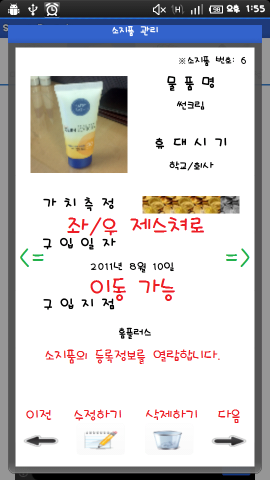 1:55
소지품 관리
※소지품 번호: 6
물품명
썬크림
휴대시기
학교/회사
가치측정
좌/우 제스쳐로
구입일자
2011년 8월 10일
이동 가능
구입지점
홈플러스
소지품의 등록정보를 열람합니다.
이전 수정하기 삭제하기 다음